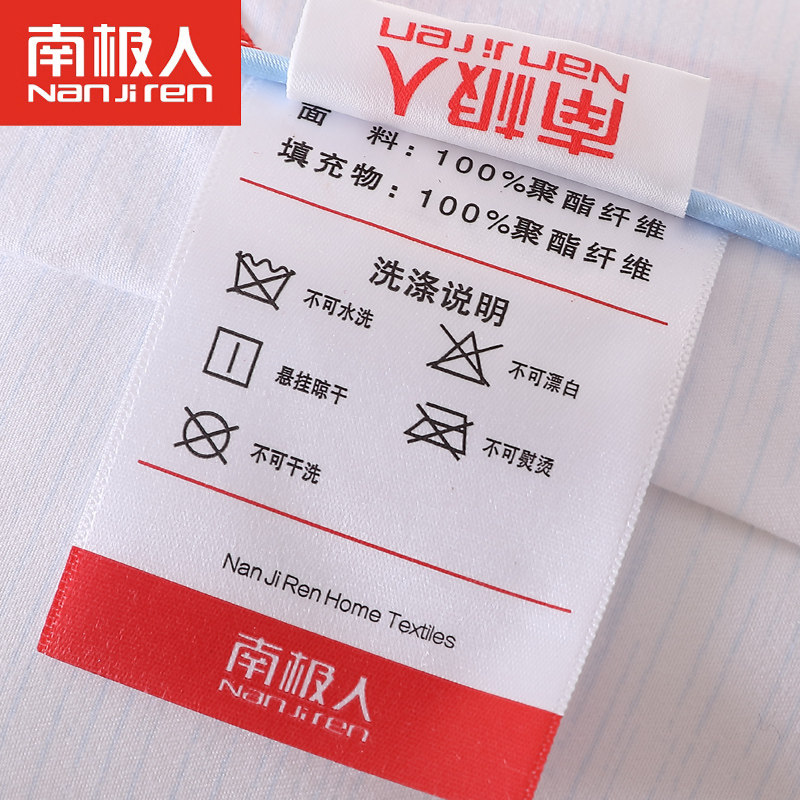 南极人
NanJiren
南极人
NanJiren
面 料：100%聚酯纤维
填充物：100%聚酯纤维
洗涤说明
不可水洗
不可漂白
悬挂晾干
不可熨烫
不可干洗
Nan Ji Ren Home Textiles
南极人
NanJiren